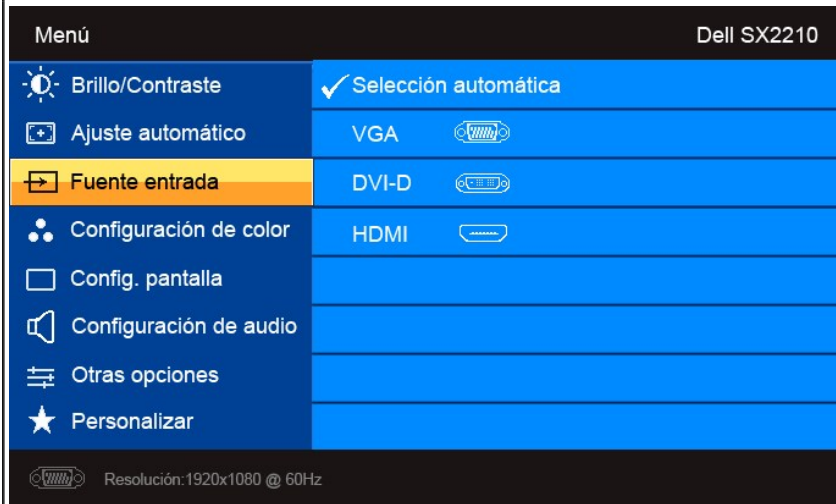 Menú Dell SX2210
Brillo/Contraste Selección automática
Ajuste automático VGA
Fuente entrada DVI-D
Configuración de color HDMI
Config. pantalla
Configuración de audio
Otras opciones
Personalizar
Resolución:1920x1080 @ 60Hz